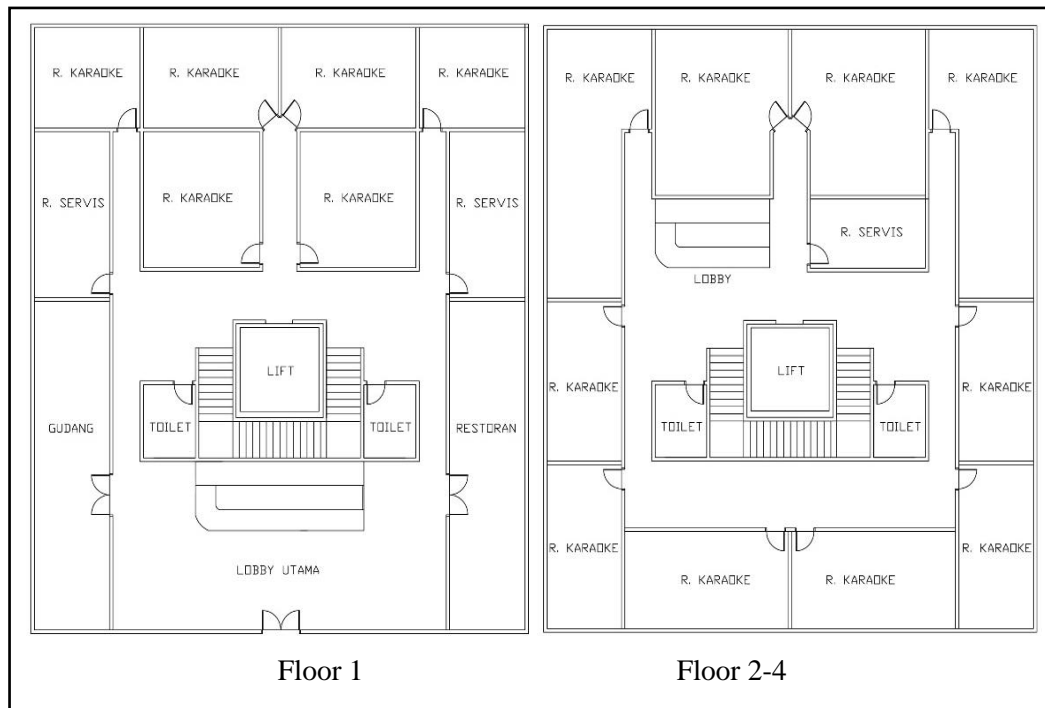 R. KARAOKE R. KARAOKE R. KARAOKE R. KARAOKE
R. SERVIS R. KARAOKE R. KARAOKE R. SERVIS
LIFT
GUDANG TOILET TOILET RESTORAN
LOBBY UTAMA
Floor 1
R. KARAOKE R. KARAOKE R. KARAOKE R. KARAOKE
R. SERVIS
LOBBY
LIFT
R. KARAOKE R. KARAOKE
TOILET TOILET
R. KARAOKE R. KARAOKE
R. KARAOKE R. KARAOKE
Floor 2-4